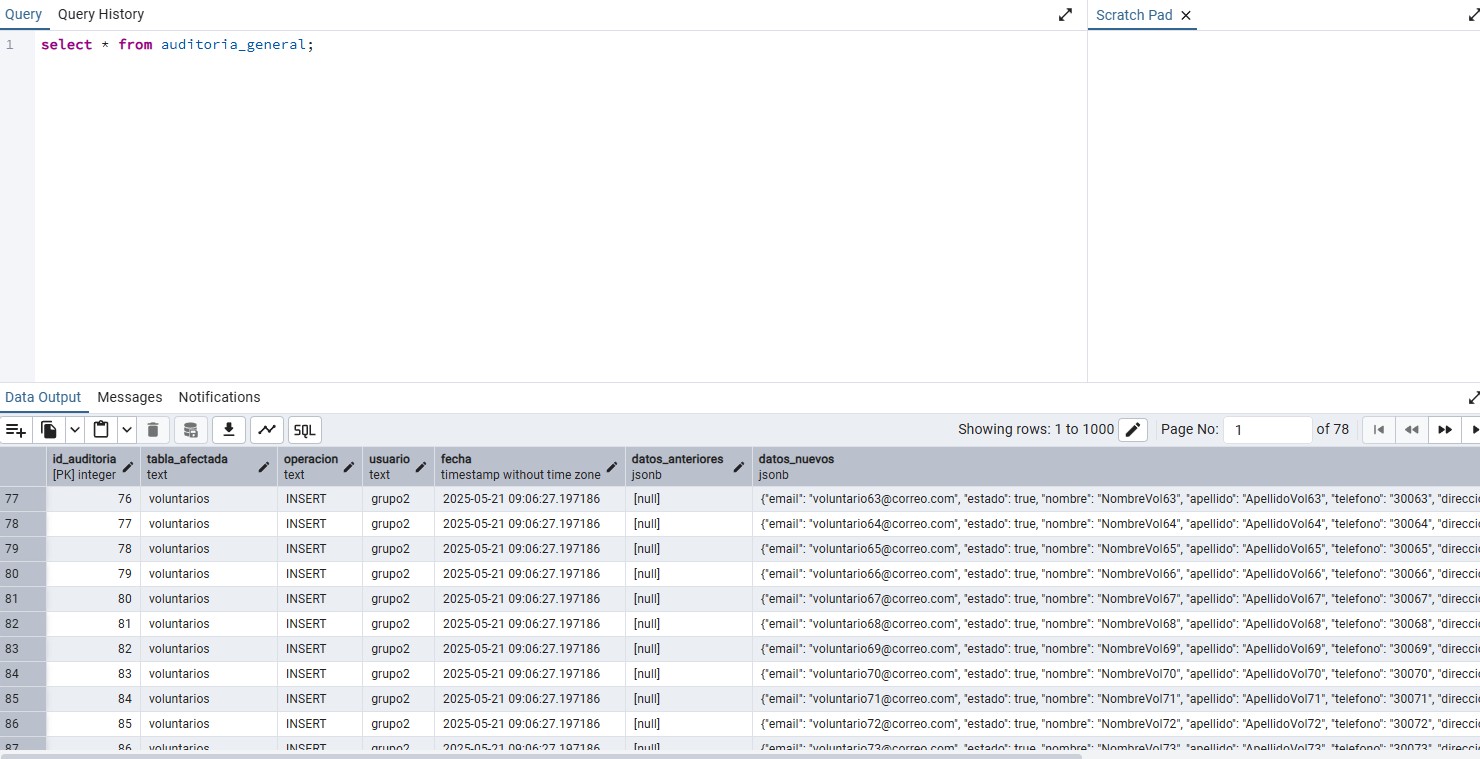 Query Query History Scratch Pad
1 select * from auditoria_general;
Data Output Messages Notifications
SQL Showing rows: 1 to 1000 Page No: 1 of 78
id_auditoria tabla_afectada operacion usuario fecha datos_anteriores datos_nuevos
[PK] integer text text text timestamp without time zone jsonb jsonb
77 76 voluntarios INSERT grupo2 2025-05-21 09:06:27.197186 [null] {"email": "voluntario63@correo.com", "estado": true, "nombre": "NombreVol63", "apellido": "ApellidoVol63", "telefono": "30063", "direcci
78 77 voluntarios INSERT grupo2 2025-05-21 09:06:27.197186 [null] {"email": "voluntario64@correo.com", "estado": true, "nombre": "NombreVol64", "apellido": "ApellidoVol64", "telefono": "30064", "direcci
79 78 voluntarios INSERT grupo2 2025-05-21 09:06:27.197186 [null] {"email": "voluntario65@correo.com", "estado": true, "nombre": "NombreVol65", "apellido": "ApellidoVol65", "telefono": "30065", "direcci
80 79 voluntarios INSERT grupo2 2025-05-21 09:06:27.197186 [null] {"email": "voluntario66@correo.com", "estado": true, "nombre": "NombreVol66", "apellido": "ApellidoVol66", "telefono": "30066", "direcci
81 80 voluntarios INSERT grupo2 2025-05-21 09:06:27.197186 [null] {"email": "voluntario67@correo.com", "estado": true, "nombre": "NombreVol67", "apellido": "ApellidoVol67", "telefono": "30067", "direcci
82 81 voluntarios INSERT grupo2 2025-05-21 09:06:27.197186 [null] {"email": "voluntario68@correo.com", "estado": true, "nombre": "NombreVol68", "apellido": "ApellidoVol68", "telefono": "30068", "direcci
83 82 voluntarios INSERT grupo2 2025-05-21 09:06:27.197186 [null] {"email": "voluntario69@correo.com", "estado": true, "nombre": "NombreVol69", "apellido": "ApellidoVol69", "telefono": "30069", "direcci
84 83 voluntarios INSERT grupo2 2025-05-21 09:06:27.197186 [null] {"email": "voluntario70@correo.com", "estado": true, "nombre": "NombreVol70", "apellido": "ApellidoVol70", "telefono": "30070", "direcci
85 84 voluntarios INSERT grupo2 2025-05-21 09:06:27.197186 [null] {"email": "voluntario71@correo.com", "estado": true, "nombre": "NombreVol71", "apellido": "ApellidoVol71", "telefono": "30071", "direcci
86 85 voluntarios INSERT grupo2 2025-05-21 09:06:27.197186 [null] {"email": "voluntario72@correo.com", "estado": true, "nombre": "NombreVol72", "apellido": "ApellidoVol72", "telefono": "30072", "direcci
87 86 voluntarios INSERT grupo2 2025-05-21 09:06:27.197186 [null] {"email": "voluntario73@correo.com", "estado": true, "nombre": "NombreVol73", "apellido": "ApellidoVol73", "telefono": "30073", "direcci